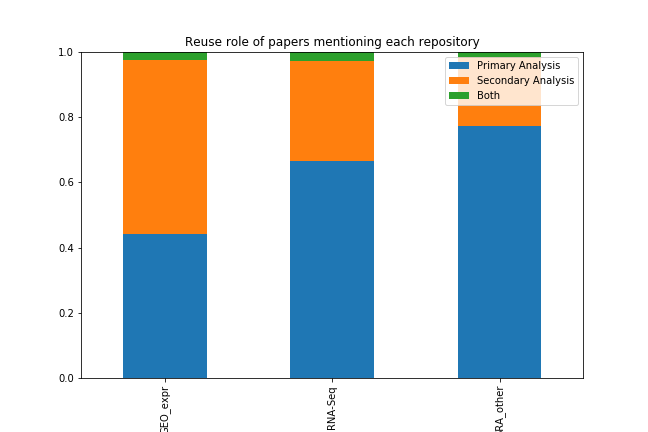 Reuse role of papers mentioning each repository
1.0
0.8
0.6
0.4
0.2
0.0
Primary Analysis
Secondary Analysis
Both
GEO_expr
RNA-Seq
RA_other